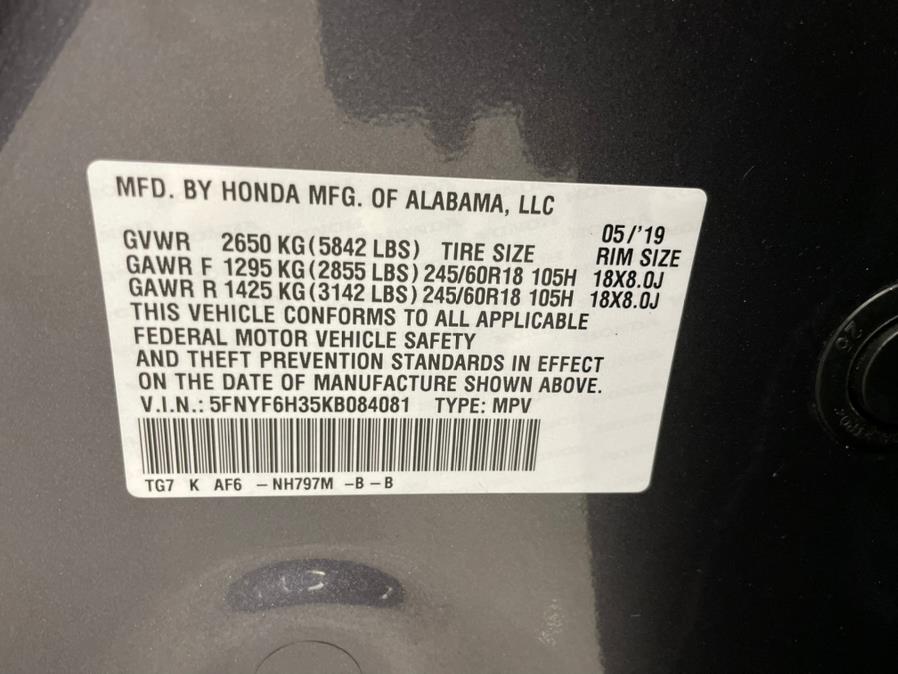 MFD. BY HONDA MFG. OF ALABAMA, LLC
05/'19
GVWR 2650 KG(5842 LBS) TIRE SIZE RIM SIZE
GAWR F 1295 KG(2855 LBS) 245/60R18 105H 18X8.0J
GAWR R 1425 KG(3142 LBS) 245/60R18 105H 18X8.0J
THIS VEHICLE CONFORMS TO ALL APPLICABLE
FEDERAL MOTOR VEHICLE SAFETY
AND THEFT PREVENTION STANDARDS IN EFFECT
ON THE DATE OF MANUFACTURE SHOWN ABOVE.
V.I.N.: 5FNYF6H35KB084081 TYPE: MPV
TG7 K AF6 -NH797M -B-B